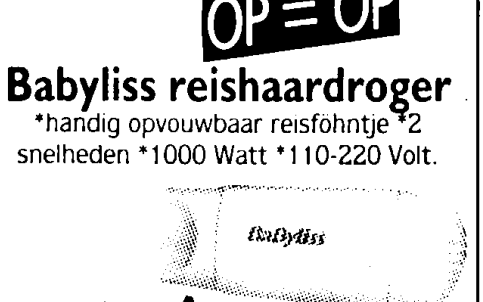 OP = OP
Babyliss reishaardroger
*handig opvouwbaar reisföhntje *2
snelheden *1000 Watt *110-220 Volt.
BaByliss